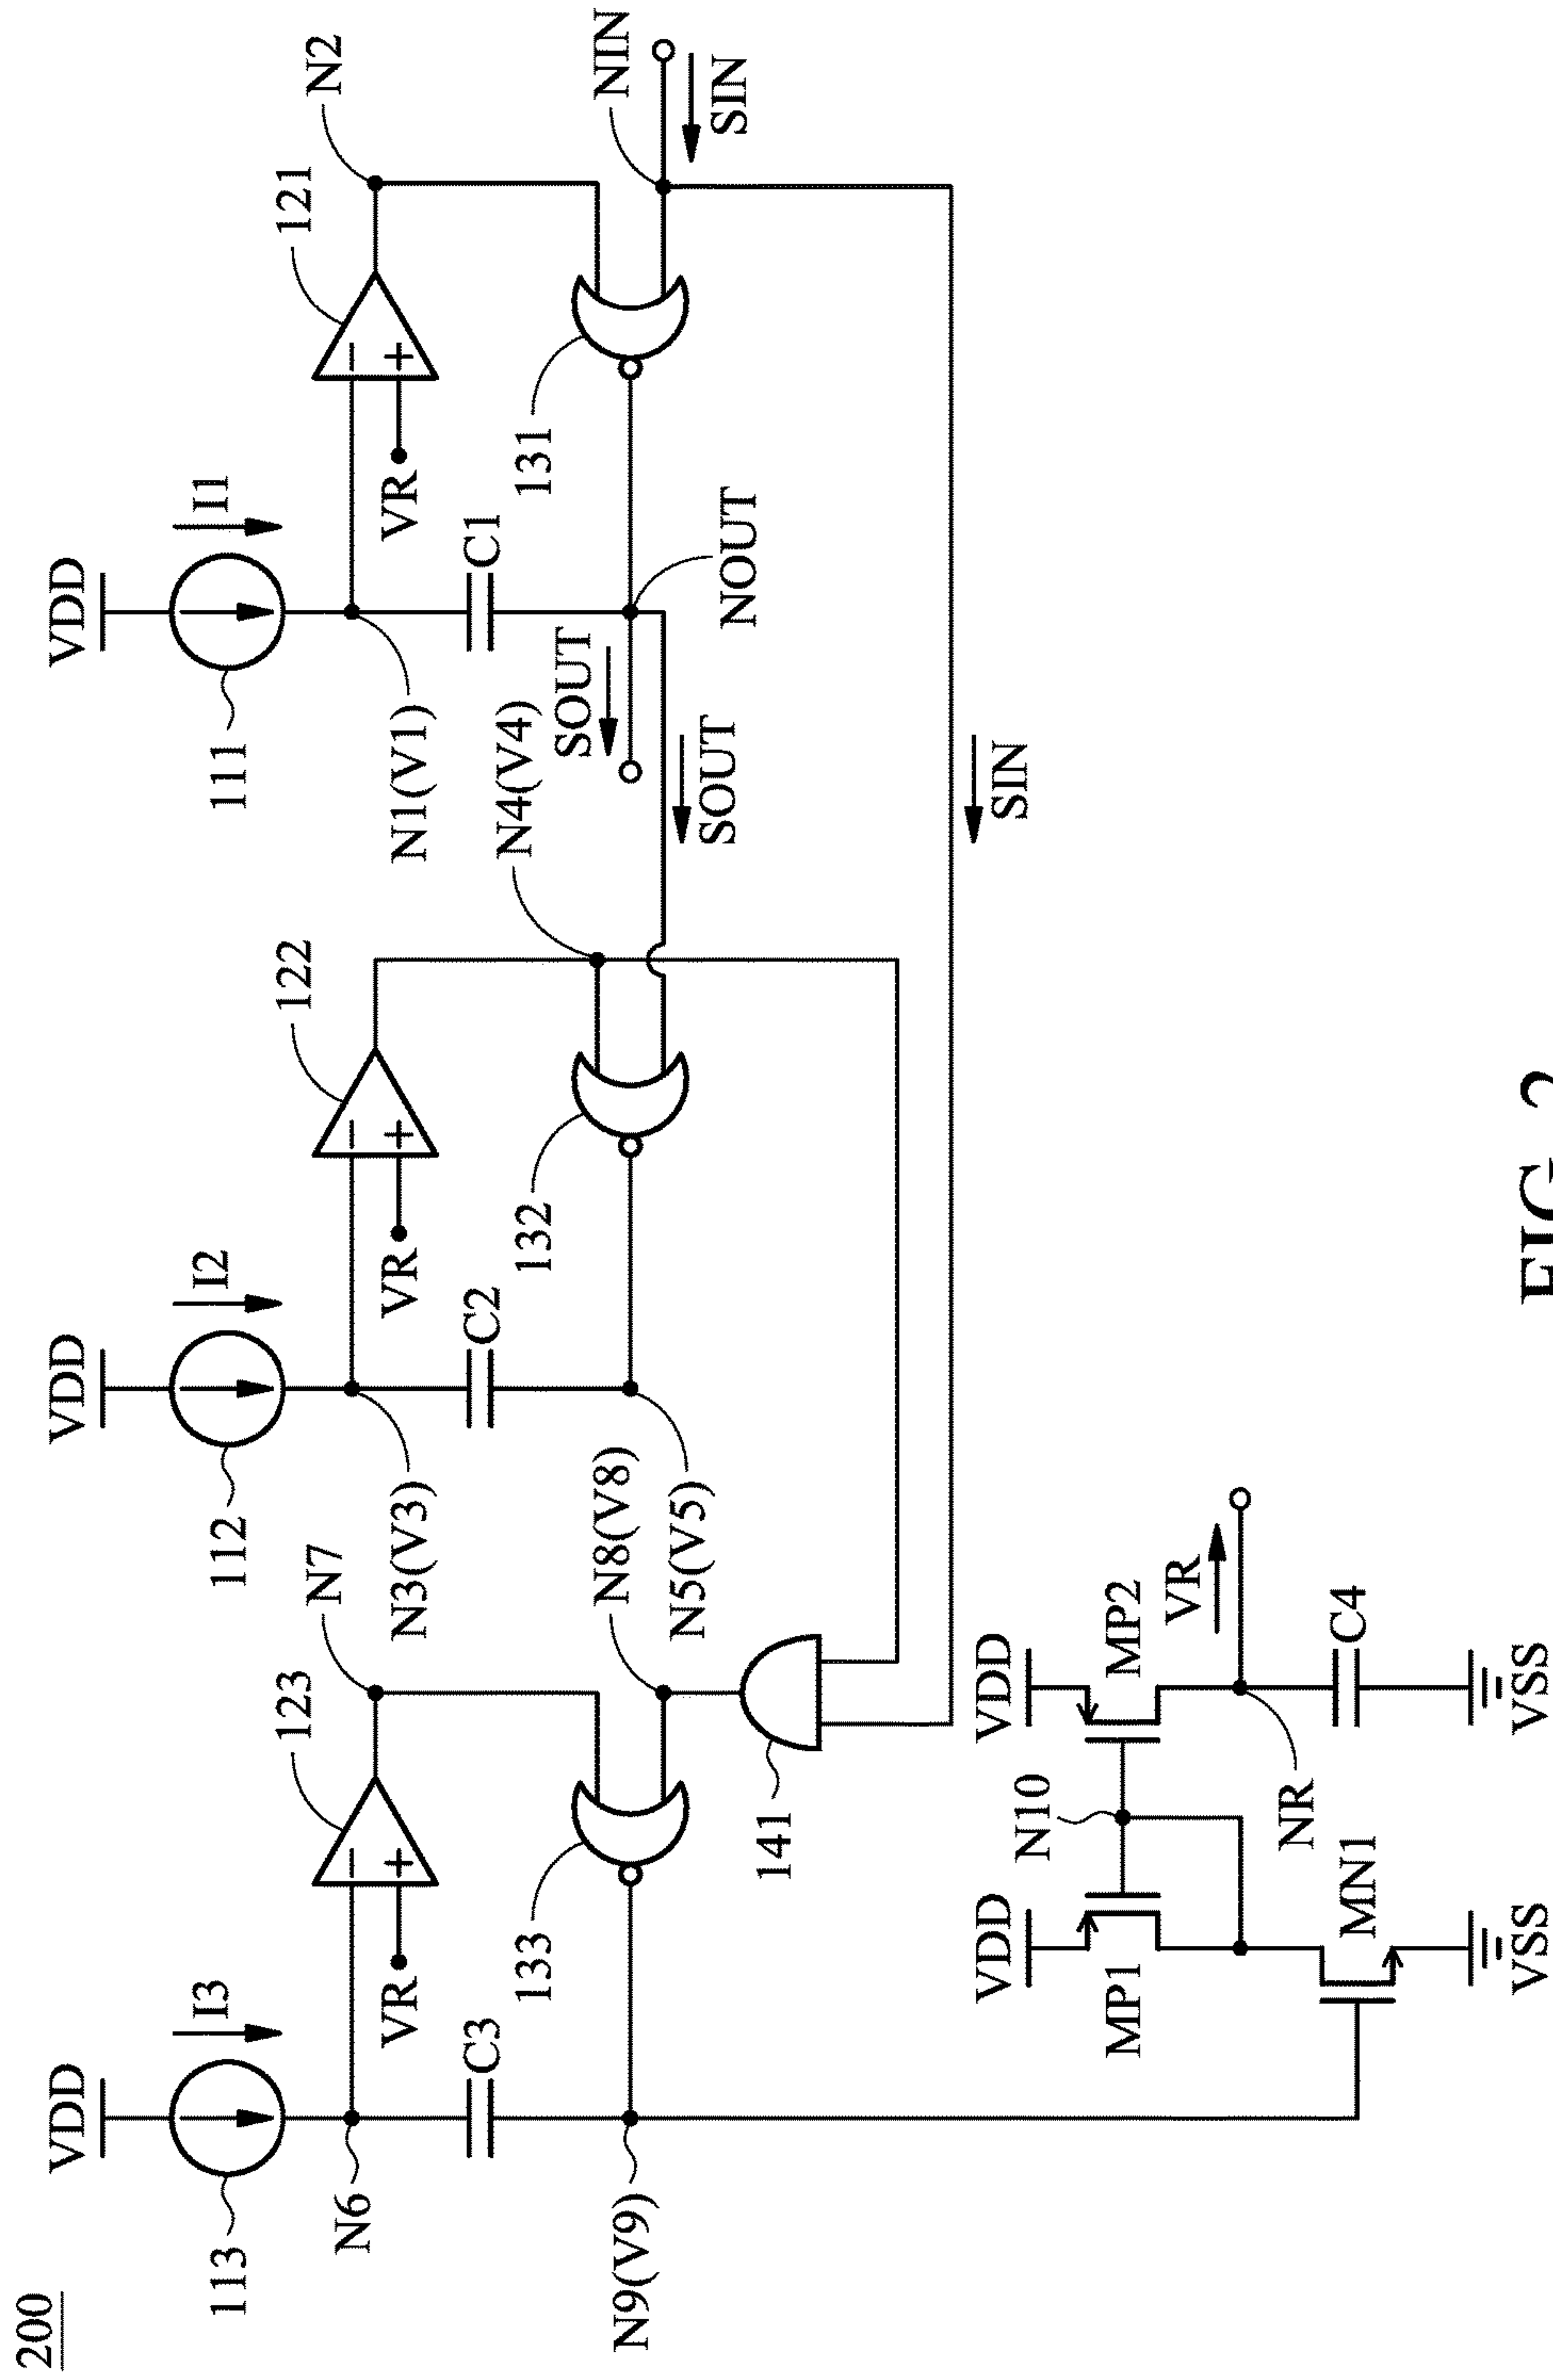 200
VDD
VDD
VDD
I3
I2
I1
113
112
111
123
122
121
N6
N7
N2
N3(V3)
N1(V1)
VR
VR
VR
C3
C2
C1
N4(V4)
133
132
131
SOUT
N9(V9)
N8(V8)
NIN
N5(V5)
SOUT
NOUT
SIN
141
SIN
VDD
VDD
N10
MP1
MP2
VR
NR
MN1
C4
VSS
VSS
FIG. 2